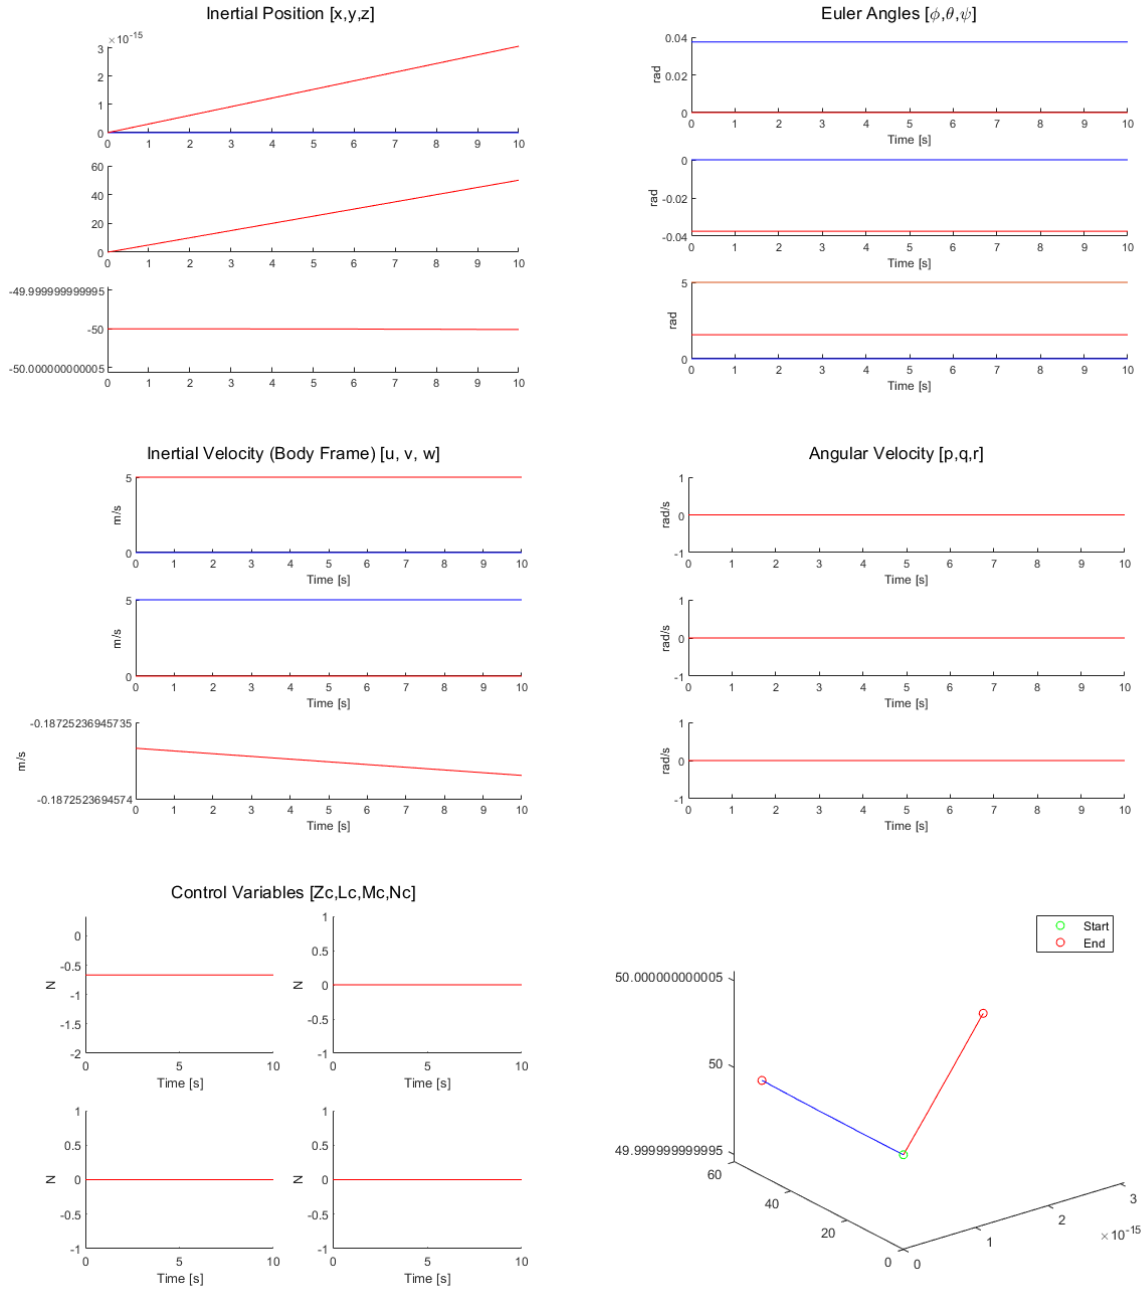 Inertial Position [x,y,z]
×10-15
3
2
1
0
0 1 2 3 4 5 6 7 8 9 10
60
40
20
0
0 1 2 3 4 5 6 7 8 9 10
-49.999999999995
-50
-50.000000000005
0 1 2 3 4 5 6 7 8 9 10
Euler Angles [ϕ,θ,ψ]
0.04
0.02
0
rad
0 1 2 3 4 5 6 7 8 9 10
Time [s]
0
-0.02
-0.04
rad
0 1 2 3 4 5 6 7 8 9 10
Time [s]
5
0
rad
0 1 2 3 4 5 6 7 8 9 10
Time [s]
Inertial Velocity (Body Frame) [u, v, w]
5
0
m/s
0 1 2 3 4 5 6 7 8 9 10
Time [s]
5
0
m/s
0 1 2 3 4 5 6 7 8 9 10
Time [s]
-0.18725236945735
-0.1872523694574
m/s
0 1 2 3 4 5 6 7 8 9 10
Time [s]
Angular Velocity [p,q,r]
1
0
-1
rad/s
0 1 2 3 4 5 6 7 8 9 10
Time [s]
1
0
-1
rad/s
0 1 2 3 4 5 6 7 8 9 10
Time [s]
1
0
-1
rad/s
0 1 2 3 4 5 6 7 8 9 10
Time [s]
Control Variables [Zc,Lc,Mc,Nc]
0
-0.5
-1
-1.5
-2
N
0 5 10
Time [s]
1
0.5
0
-0.5
-1
N
0 5 10
Time [s]
1
0.5
0
-0.5
-1
N
0 5 10
Time [s]
1
0.5
0
-0.5
-1
N
0 5 10
Time [s]
Start
End
50.000000000005
50
49.999999999995
60
40
20
0
0
1
2
3
×10-15